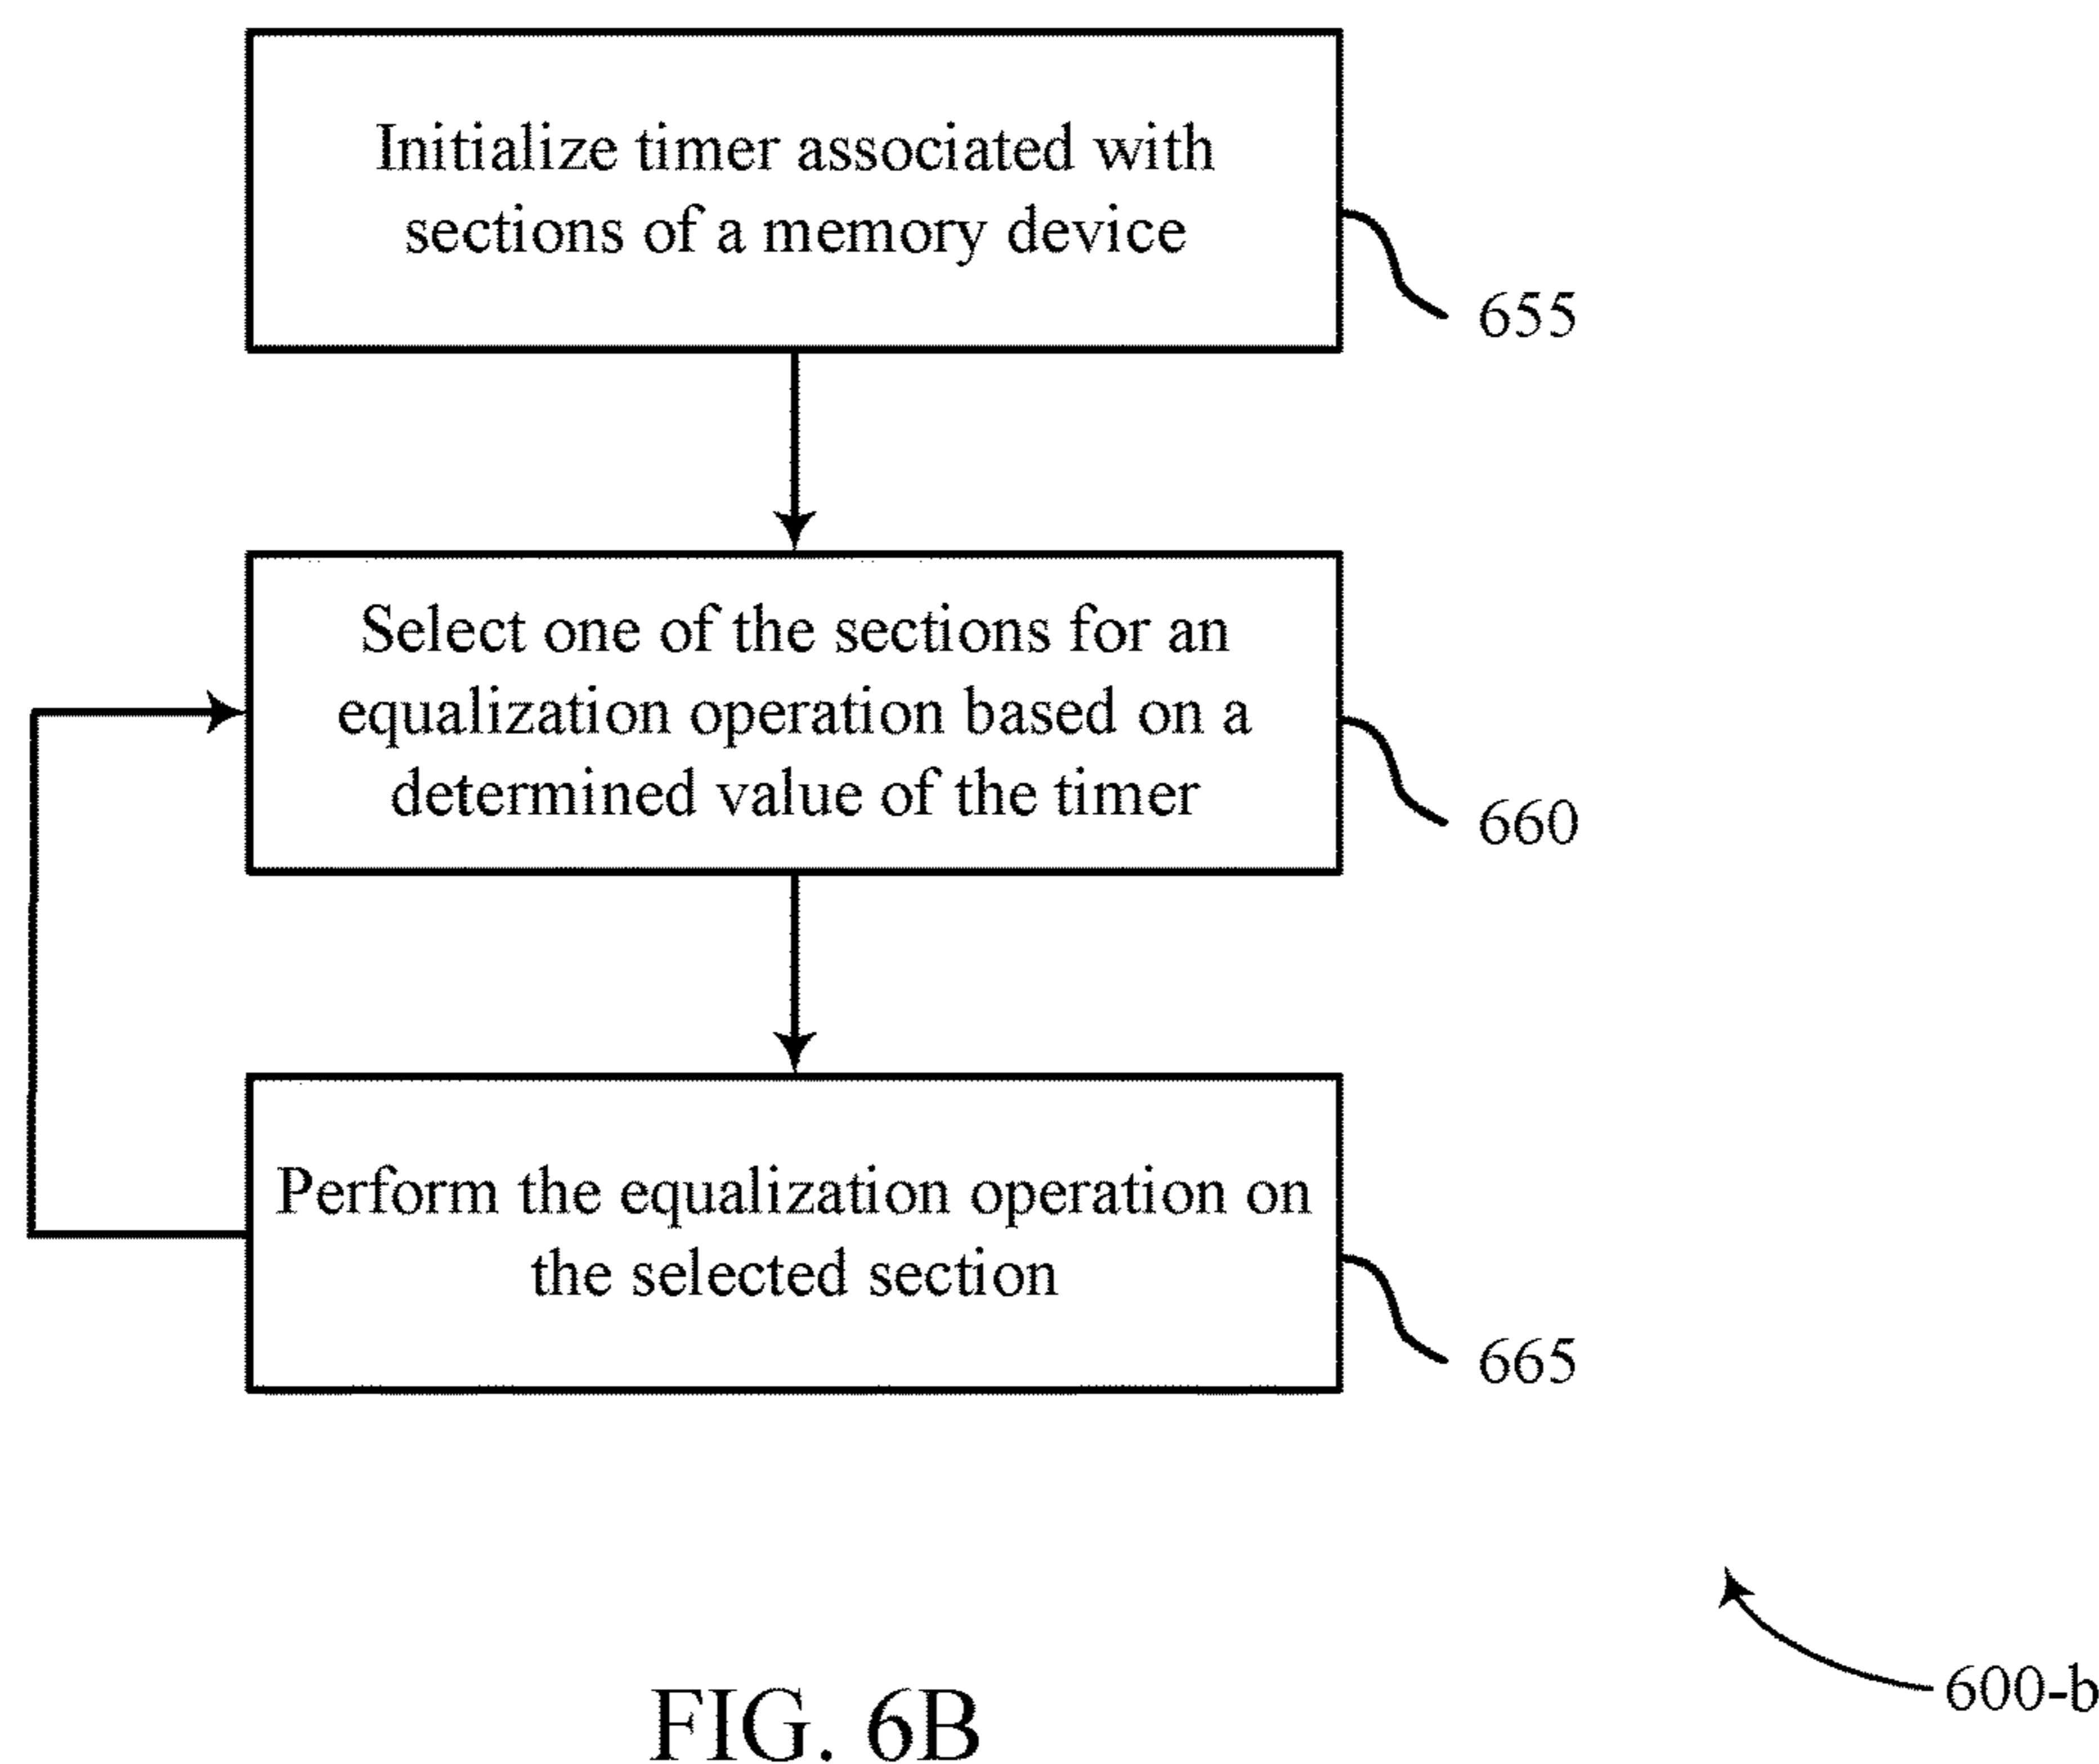 Initialize timer associated with
sections of a memory device
655
Select one of the sections for an
equalization operation based on a
determined value of the timer
660
Perform the equalization operation on
the selected section
665
600-b
FIG. 6B